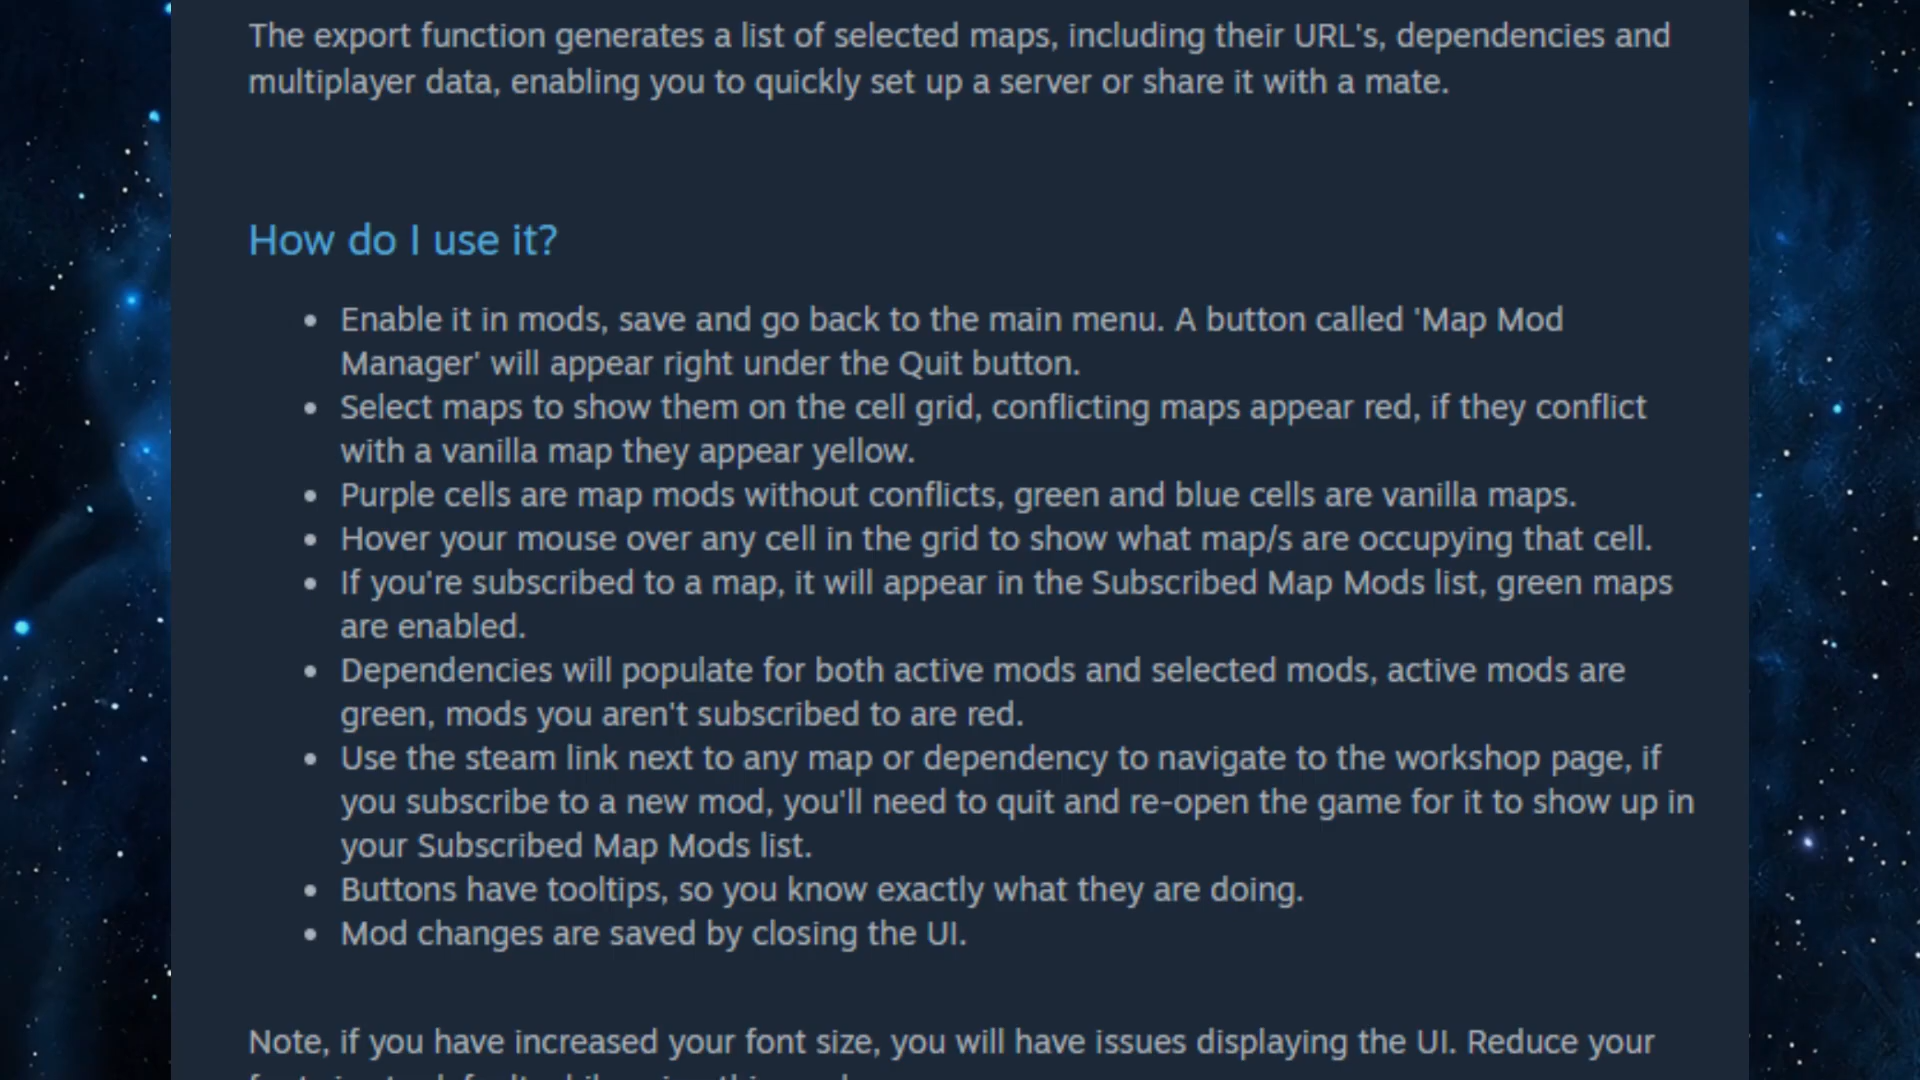 The export function generates a list of selected maps, including their URL's, dependencies and
multiplayer data, enabling you to quickly set up a server or share it with a mate.
How do I use it?
• Enable it in mods, save and go back to the main menu. A button called 'Map Mod
Manager' will appear right under the Quit button.
• Select maps to show them on the cell grid, conflicting maps appear red, if they conflict
with a vanilla map they appear yellow.
• Purple cells are map mods without conflicts, green and blue cells are vanilla maps.
• Hover your mouse over any cell in the grid to show what map/s are occupying that cell.
• If you're subscribed to a map, it will appear in the Subscribed Map Mods list, green maps
are enabled.
• Dependencies will populate for both active mods and selected mods, active mods are
green, mods you aren't subscribed to are red.
• Use the steam link next to any map or dependency to navigate to the workshop page, if
you subscribe to a new mod, you'll need to quit and re-open the game for it to show up in
your Subscribed Map Mods list.
• Buttons have tooltips, so you know exactly what they are doing.
• Mod changes are saved by closing the UI.
Note, if you have increased your font size, you will have issues displaying the UI. Reduce your